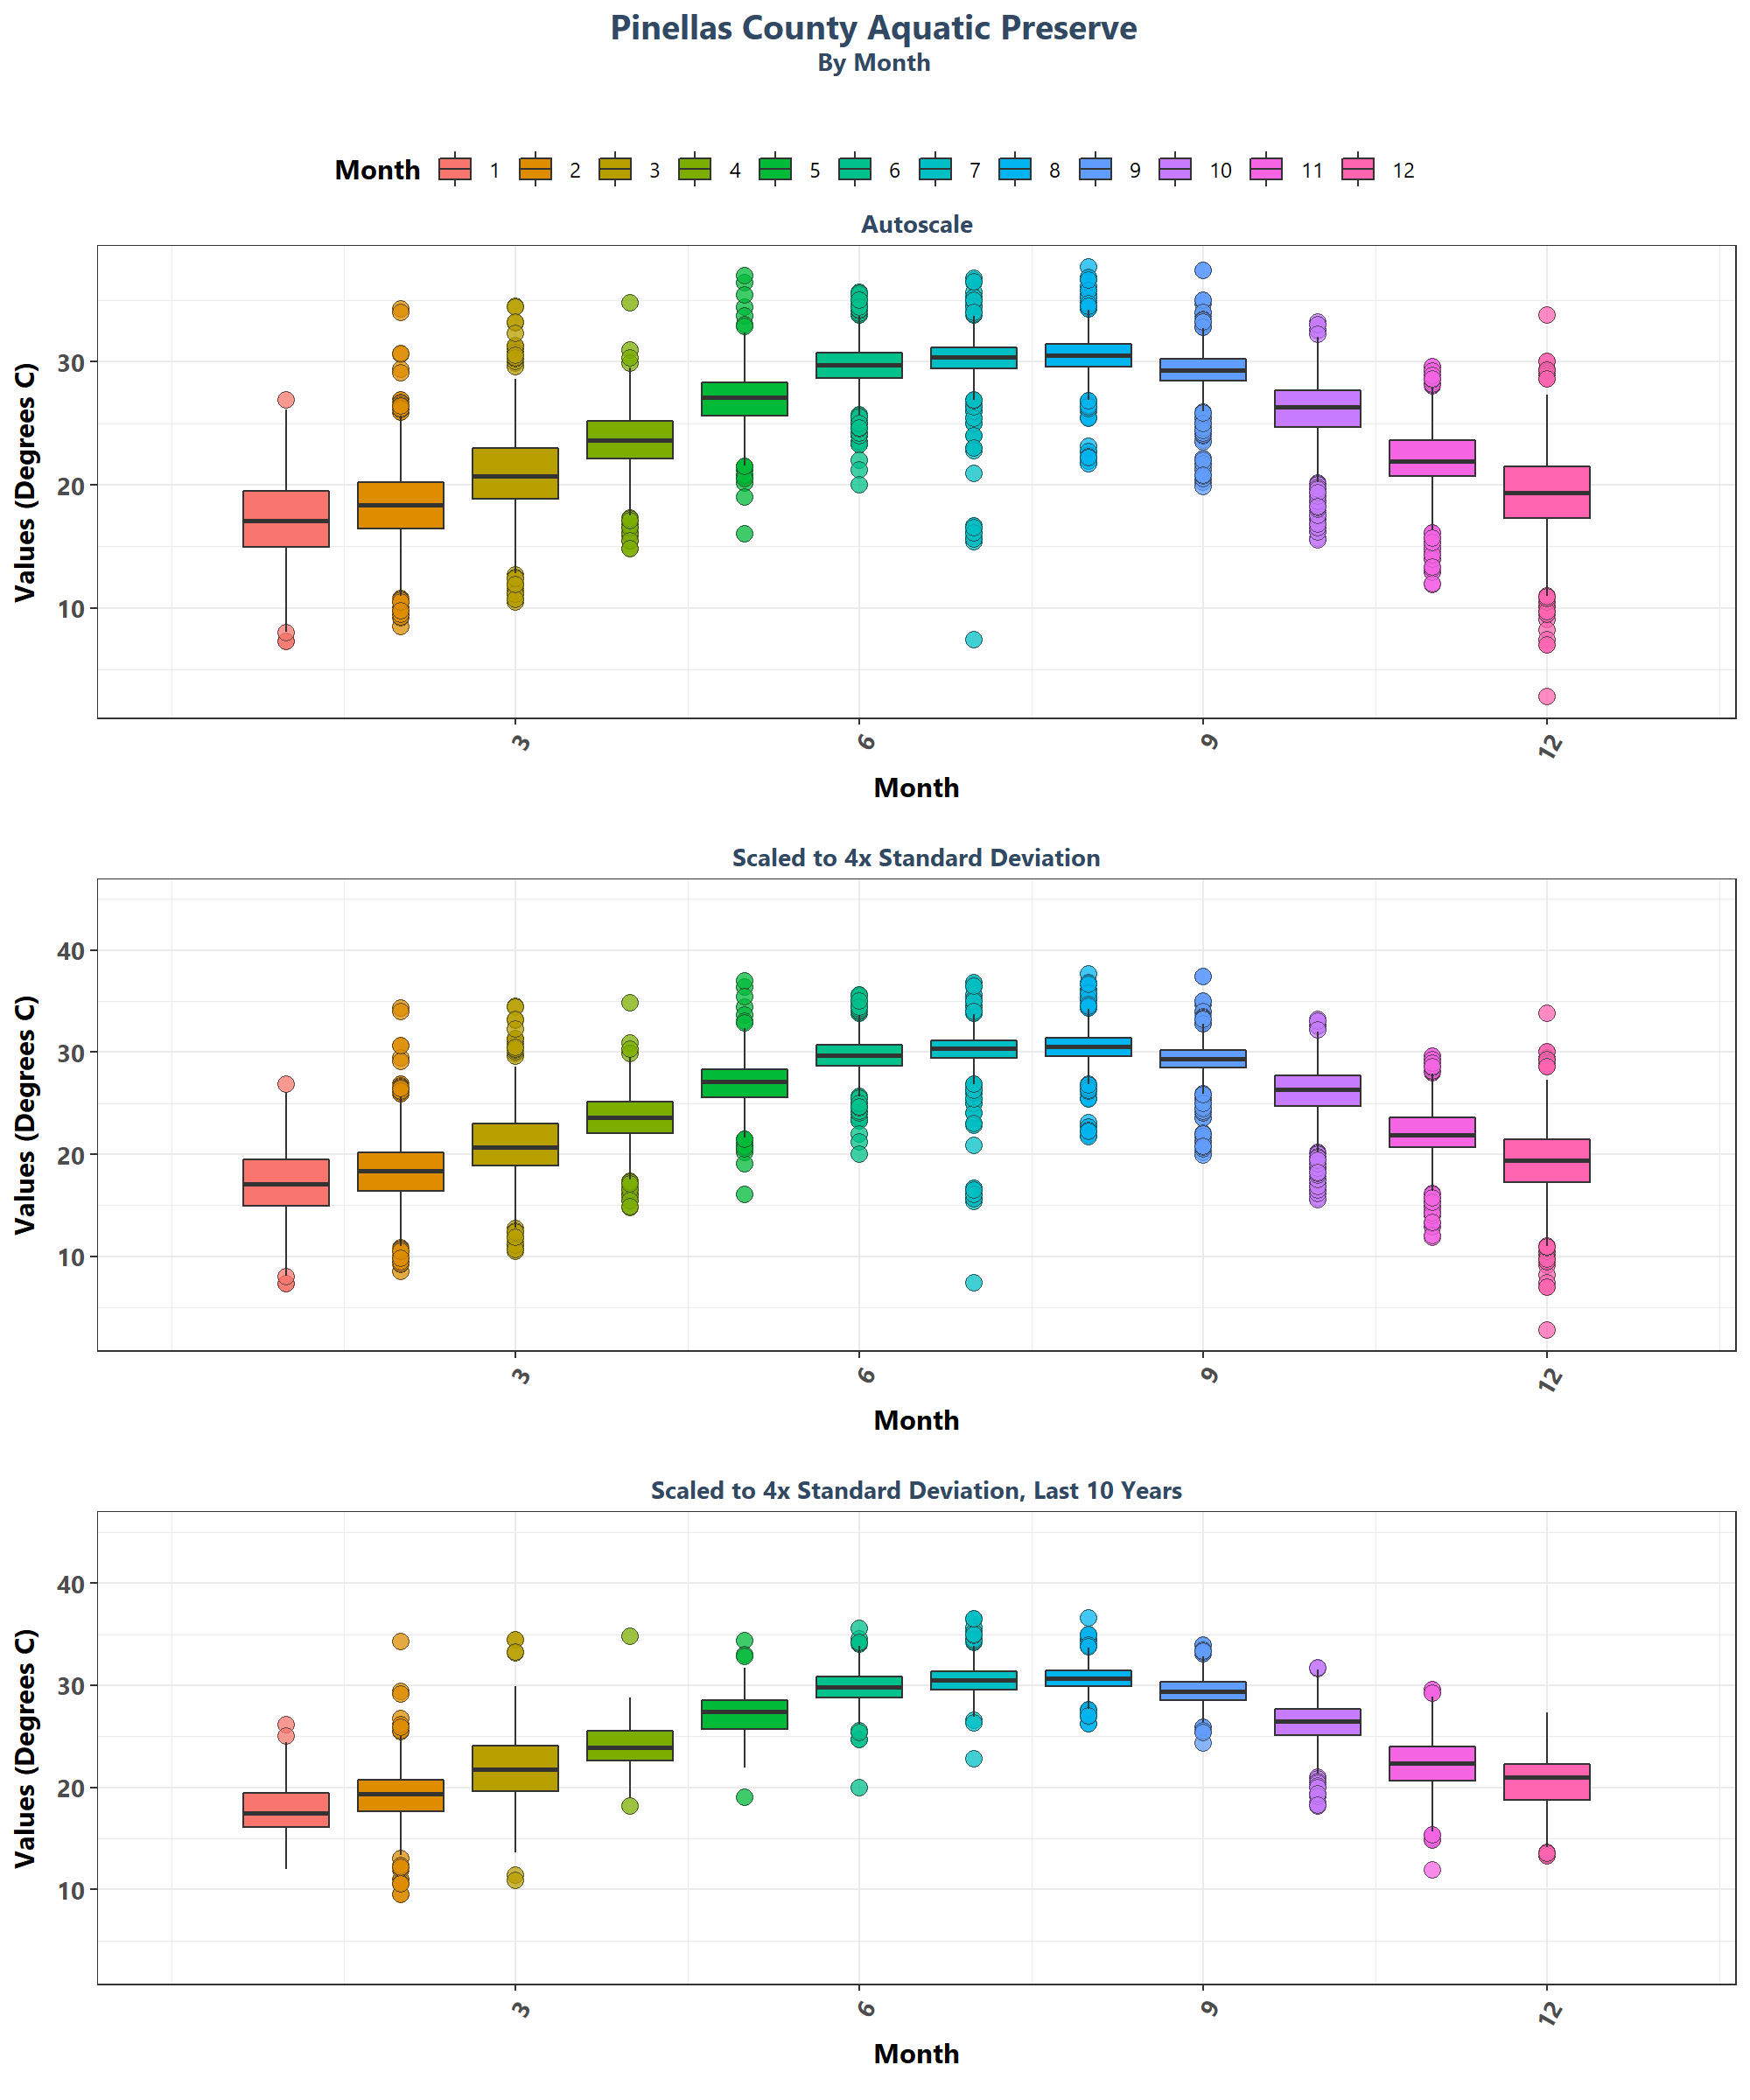 Pinellas County Aquatic Preserve
By Month
Month 1 2 3 4 5 6 7 8 9 10 11 12
Autoscale
Values (Degrees C)
30
20
10
3 6 9 12
Month
Scaled to 4x Standard Deviation
Values (Degrees C)
40
30
20
10
3 6 9 12
Month
Scaled to 4x Standard Deviation, Last 10 Years
Values (Degrees C)
40
30
20
10
3 6 9 12
Month